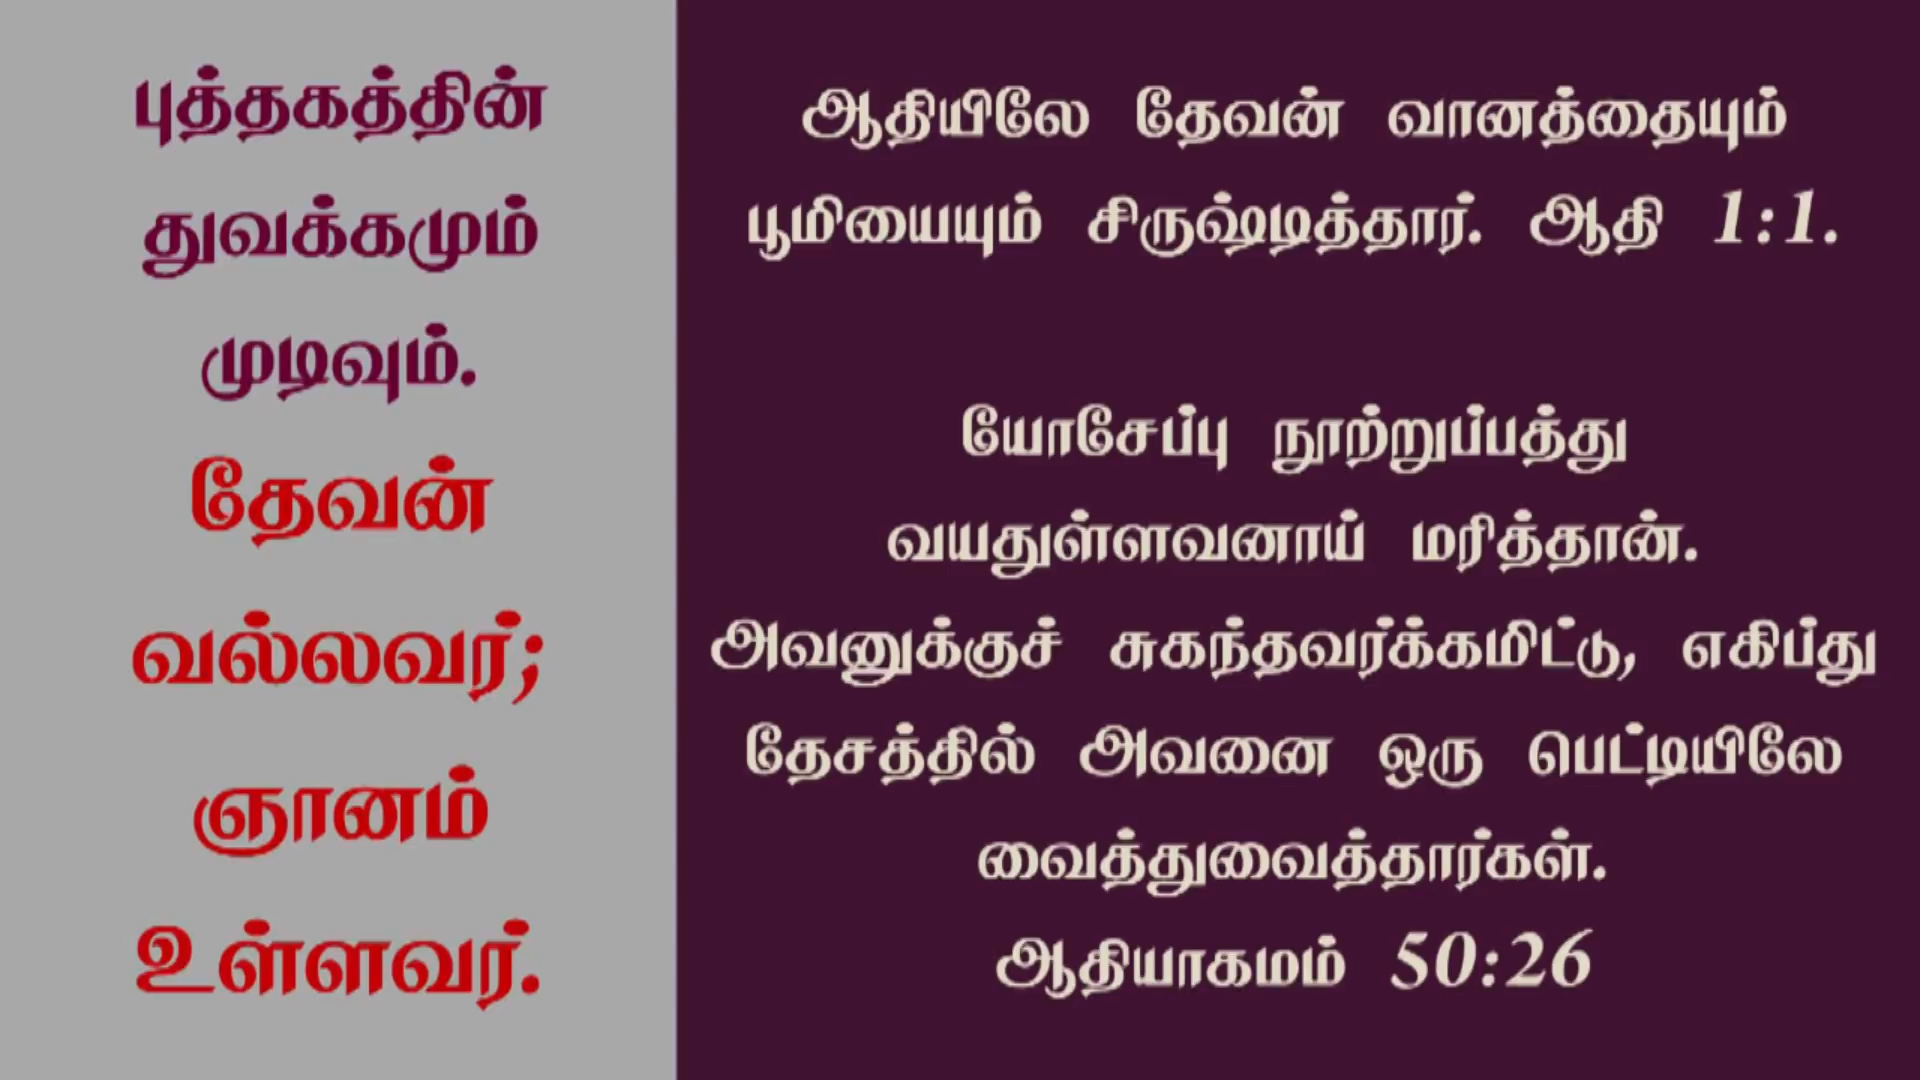 புத்தகத்தின்
துவக்கமும்
முடிவும்.
தேவன்
வல்லவர்;
ஞானம்
உள்ளவர்.
ஆதியிலே தேவன் வானத்தையும்
பூமியையும் சிருஷ்டித்தார். ஆதி 1:1.
யோசேப்பு நூற்றுப்பத்து
வயதுள்ளவனாய் மரித்தான்.
அவனுக்குச் சுகந்தவர்க்கமிட்டு, எகிப்து
தேசத்தில் அவனை ஒரு பெட்டியிலே
வைத்துவைத்தார்கள்.
ஆதியாகமம் 50:26